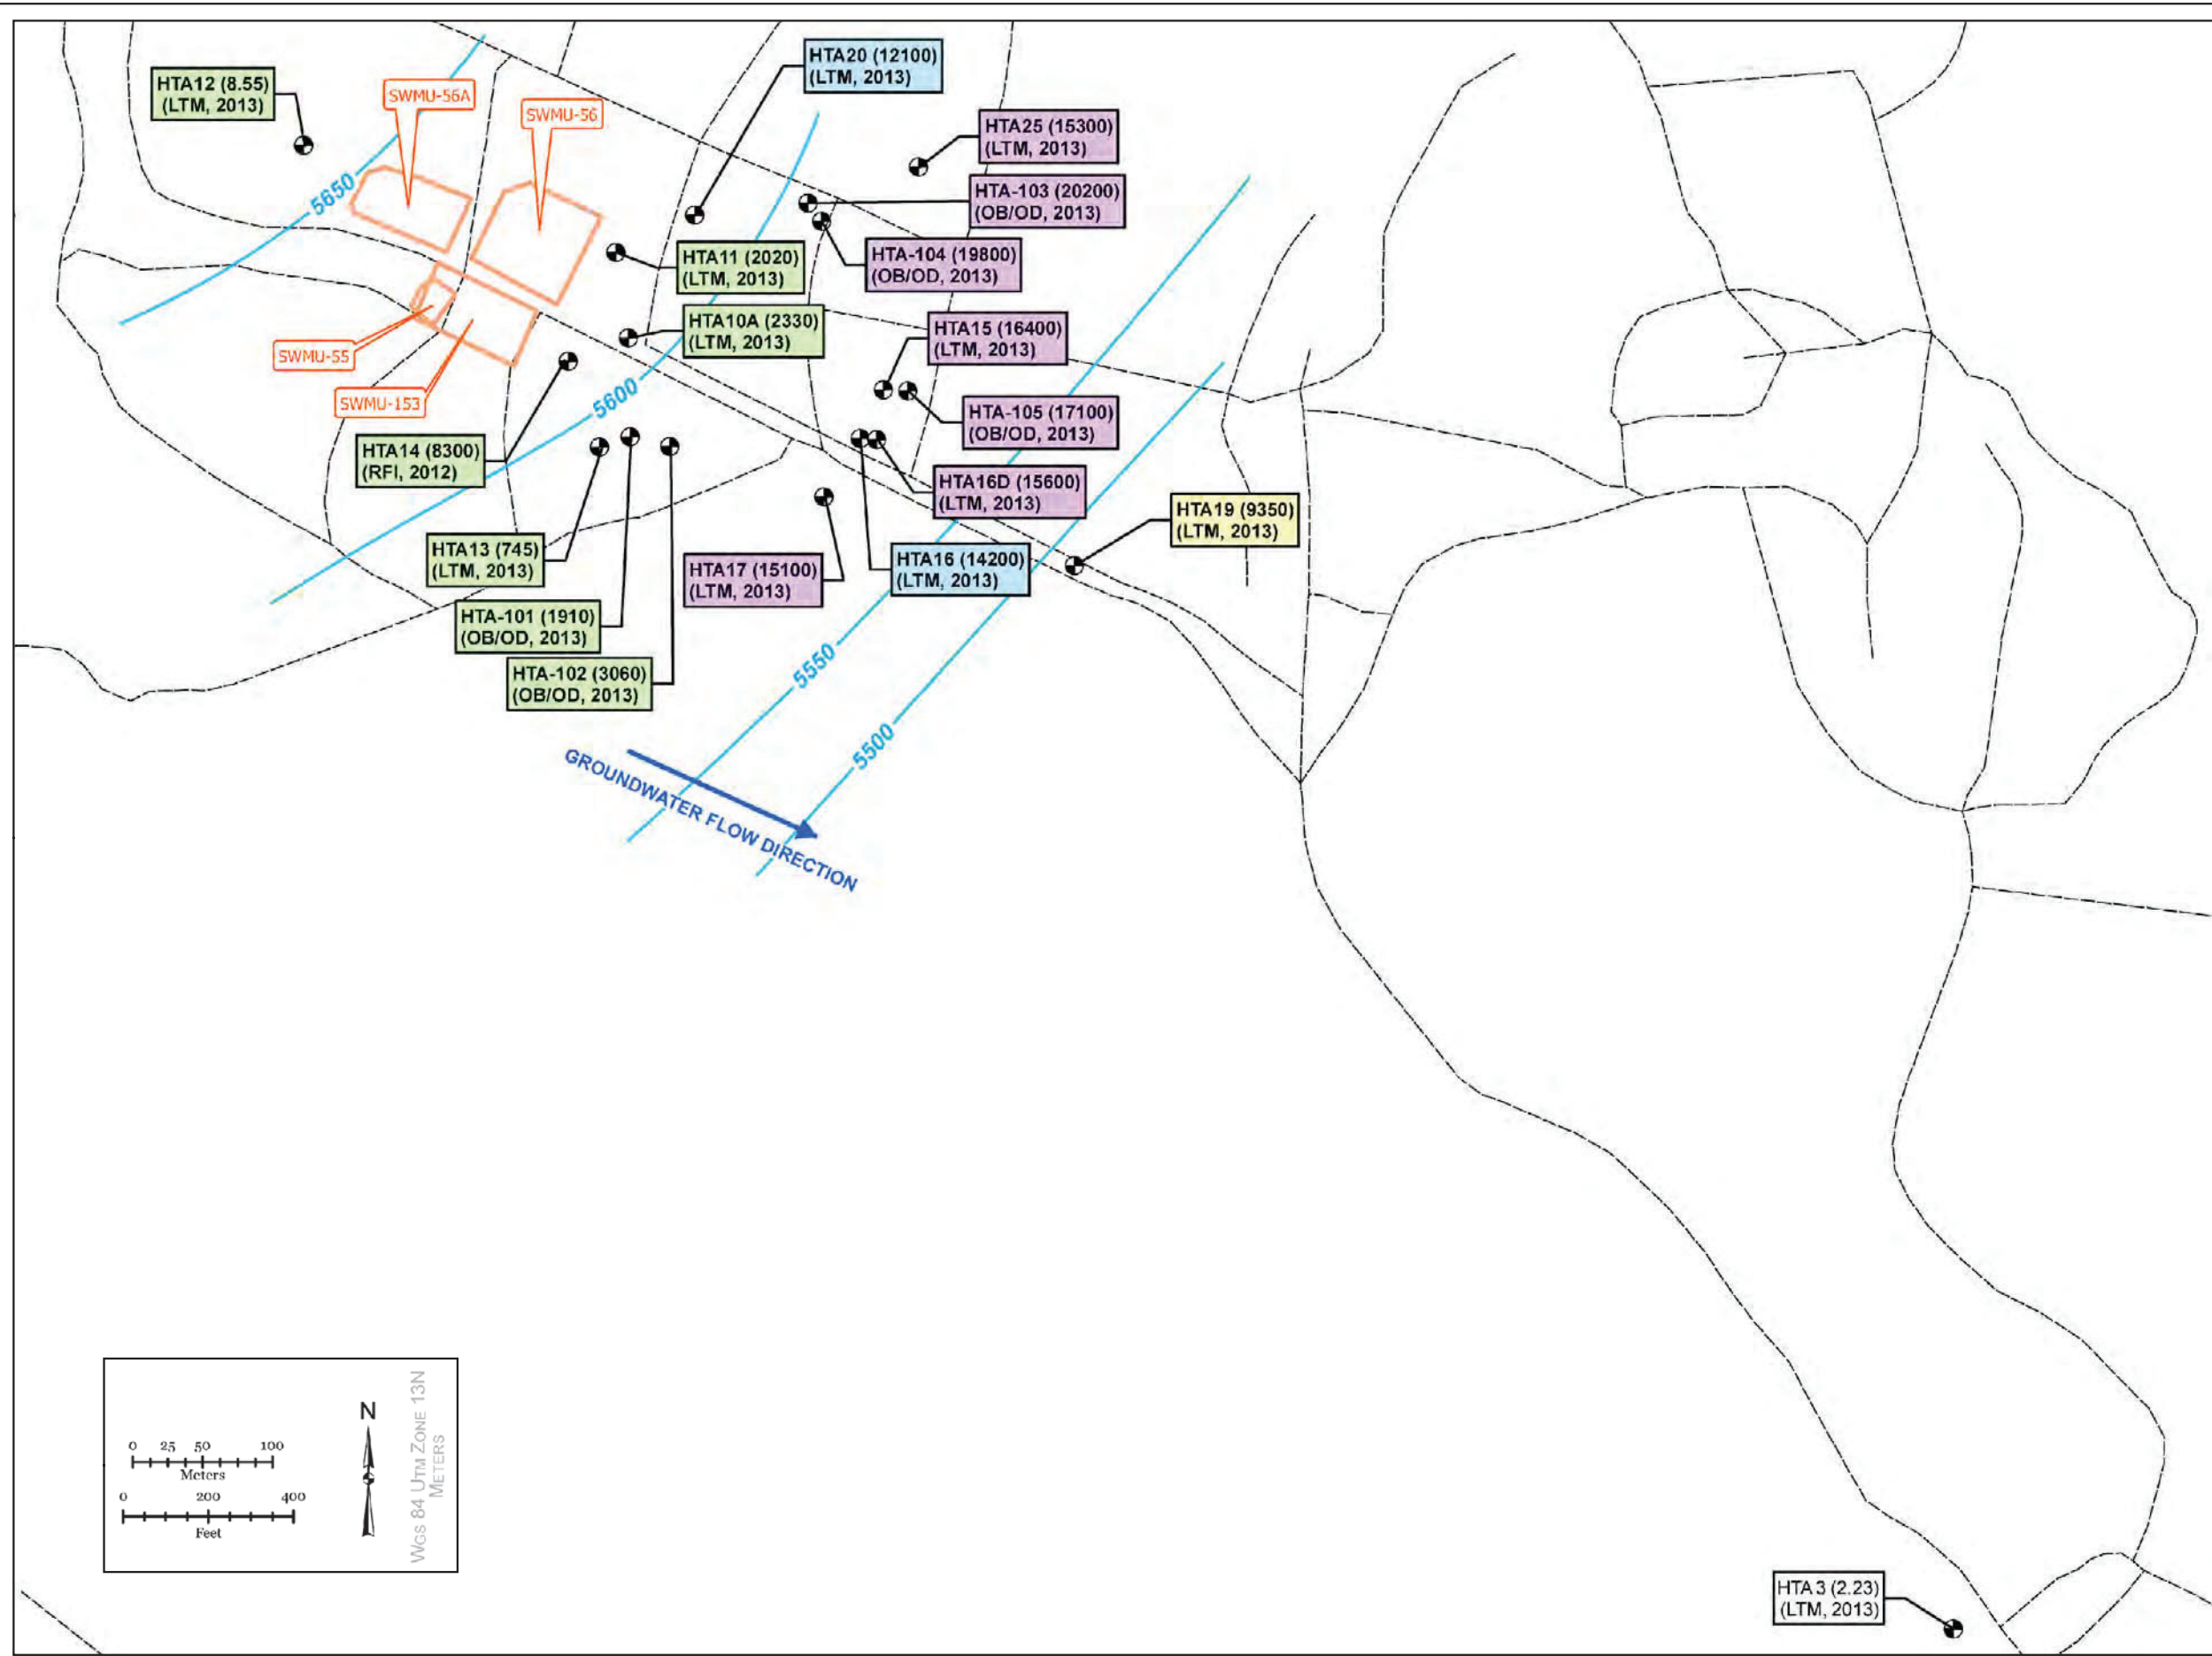 HTA20 (12100)
(LTM, 2013)
HTA12 (8.55)
(LTM, 2013)
SWMU-56A
SWMU-56
HTA25 (15300)
(LTM, 2013)
5650
HTA-103 (20200)
(OB/OD, 2013)
HTA11 (2020)
(LTM, 2013)
HTA-104 (19800)
(OB/OD, 2013)
HTA10A (2330)
(LTM, 2013)
HTA15 (16400)
(LTM, 2013)
SWMU-55
SWMU-153
5600
HTA-105 (17100)
(OB/OD, 2013)
HTA14 (8300)
(RFI, 2012)
HTA16D (15600)
(LTM, 2013)
HTA19 (9350)
(LTM, 2013)
HTA13 (745)
(LTM, 2013)
HTA17 (15100)
(LTM, 2013)
HTA16 (14200)
(LTM, 2013)
HTA-101 (1910)
(OB/OD, 2013)
HTA-102 (3060)
(OB/OD, 2013)
5550
5500
GROUNDWATER FLOW DIRECTION
0 25 50 100
Meters
0 200 400
Feet
N
WGS 84 UTM ZONE 13N
METERS
HTA 3 (2.23)
(LTM, 2013)